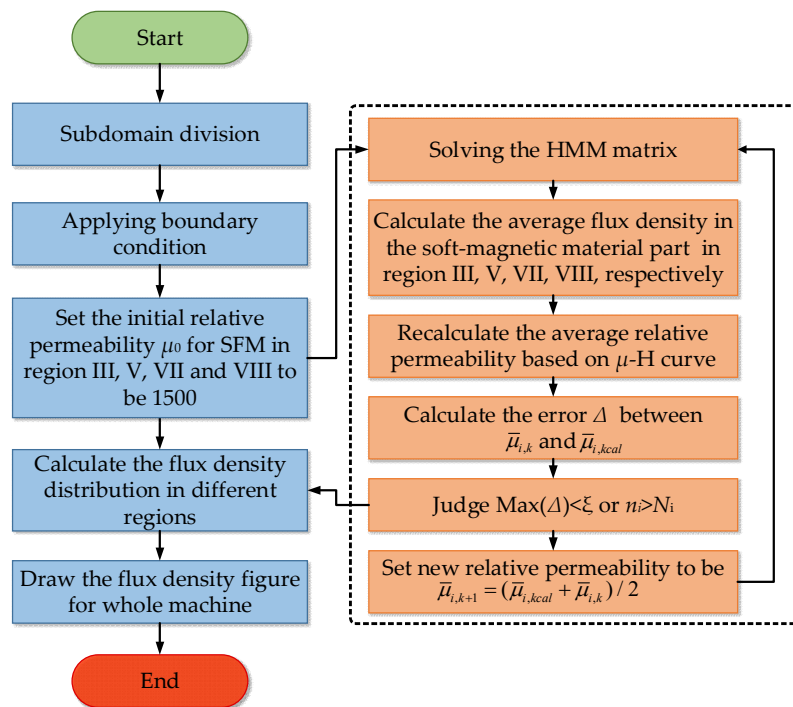 Start
Subdomain division
Applying boundary
condition
Set the initial relative
permeability μ₀ for SFM in
region III, V, VII and VIII to
be 1500
Calculate the flux density
distribution in different
regions
Draw the flux density figure
for whole machine
End
Solving the HMM matrix
Calculate the average flux density in
the soft-magnetic material part in
region III, V, VII, VIII, respectively
Recalculate the average relative
permeability based on μ-H curve
Calculate the error Δ between
μ̄i,k and μ̄i,kcal
Judge Max(Δ)<ξ or ni>Ni
Set new relative permeability to be
μ̄i,k+1 = (μ̄i,kcal + μ̄i,k) / 2